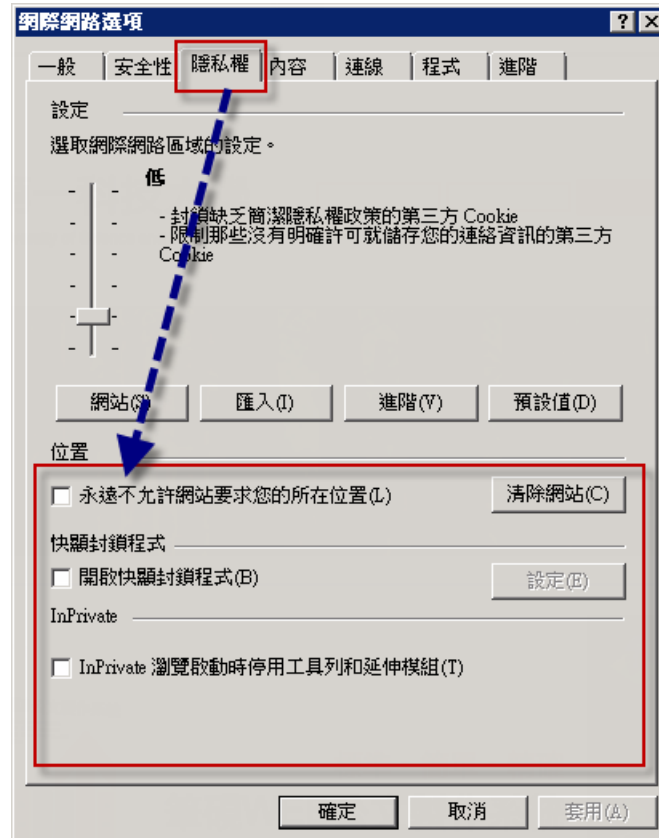 網際網路選項
一般 安全性 隱私權 內容 連線 程式 進階
設定
選取網際網路區域的設定。
低
- 封鎖缺乏簡潔隱私權政策的第三方 Cookie
- 限制那些沒有明確許可就儲存您的連絡資訊的第三方
Cookie
網站(S) 匯入(I) 進階(V) 預設值(D)
位置
永遠不允許網站要求您的所在位置(L) 清除網站(C)
快顯封鎖程式
開啟快顯封鎖程式(B) 設定(E)
InPrivate
InPrivate 瀏覽啟動時停用工具列和延伸模組(T)
確定 取消 套用(A)